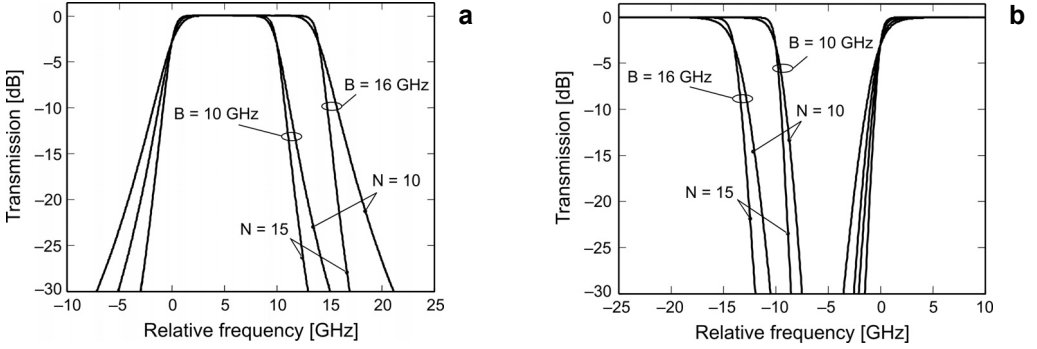 a
0
–5
–10
–15
–20
–25
–30
Transmission [dB]
B = 16 GHz
B = 10 GHz
N = 10
N = 15
–10
–5
0
5
10
15
20
25
Relative frequency [GHz]
b
0
–5
–10
–15
–20
–25
–30
Transmission [dB]
B = 10 GHz
B = 16 GHz
N = 10
N = 15
–25
–20
–15
–10
–5
0
5
10
Relative frequency [GHz]